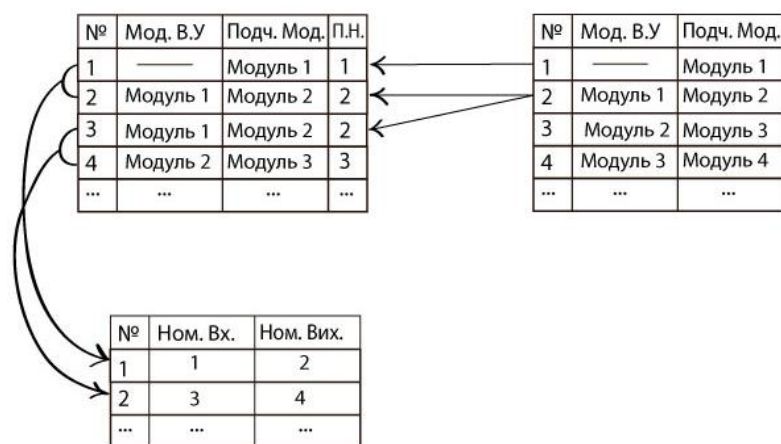 № Мод. В.У Подч. Мод. П.Н.
1 —— Модуль 1 1
2 Модуль 1 Модуль 2 2
3 Модуль 1 Модуль 2 2
4 Модуль 2 Модуль 3 3
... ... ... ...
№ Мод. В.У Подч. Мод.
1 —— Модуль 1
2 Модуль 1 Модуль 2
3 Модуль 2 Модуль 3
4 Модуль 3 Модуль 4
... ... ...
№ Ном. Вх. Ном. Вих.
1 1 2
2 3 4
... ... ...